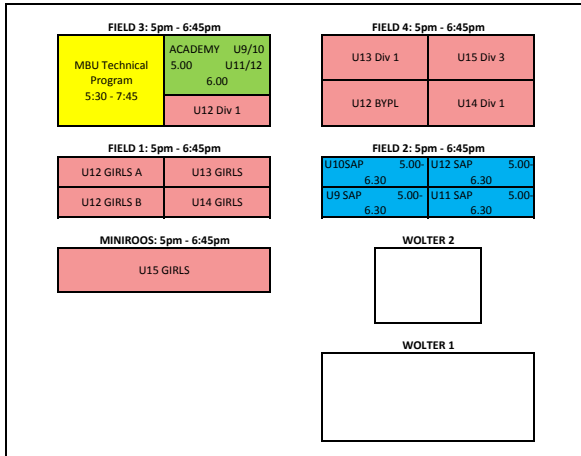 FIELD 3: 5pm - 6:45pm
MBU Technical
Program
5:30 - 7:45
ACADEMY U9/10
5.00 U11/12
6.00
U12 Div 1
FIELD 4: 5pm - 6:45pm
U13 Div 1
U15 Div 3
U12 BYPL
U14 Div 1
FIELD 1: 5pm - 6:45pm
U12 GIRLS A
U13 GIRLS
U12 GIRLS B
U14 GIRLS
FIELD 2: 5pm - 6:45pm
U10SAP 5.00-
6.30
U12 SAP 5.00-
6.30
U9 SAP 5.00-
6.30
U11 SAP 5.00-
6.30
MINIROOS: 5pm - 6:45pm
U15 GIRLS
WOLTER 2
WOLTER 1